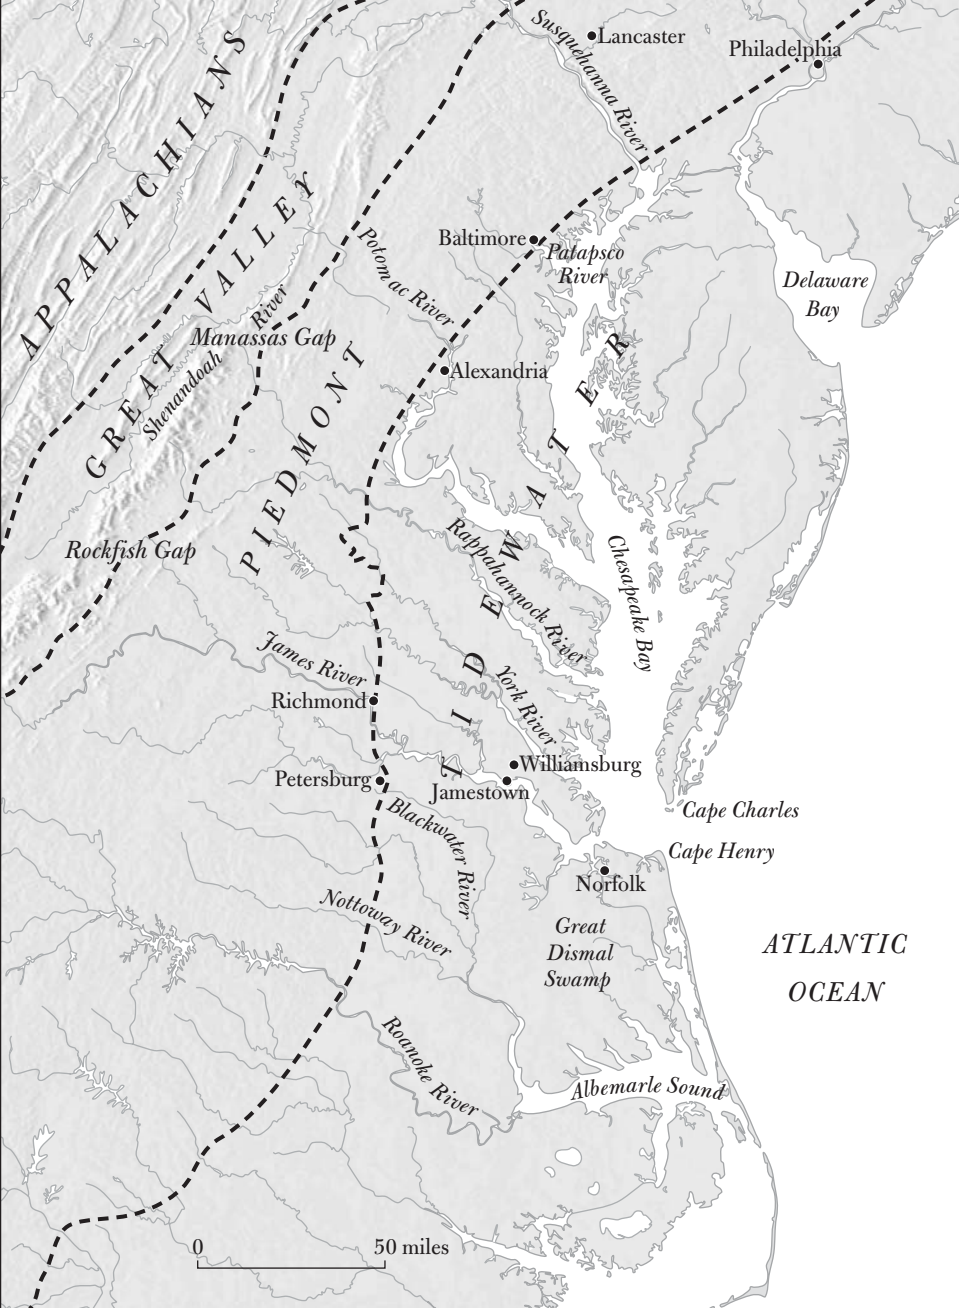 Susquehanna River
Lancaster
Philadelphia
APPALACHIANS
GREAT VALLEY
Potomac River
Baltimore
Patapsco
River
Delaware
Bay
Shenandoah River
Manassas Gap
Alexandria
PIEDMONT
TIDEWATER
Rockfish Gap
Rappahannock River
Chesapeake Bay
James River
Richmond
York River
Williamsburg
Petersburg
Jamestown
Cape Charles
Blackwater River
Cape Henry
Norfolk
Nottoway River
Great
Dismal
Swamp
ATLANTIC
OCEAN
Roanoke River
Albemarle Sound
0
50 miles